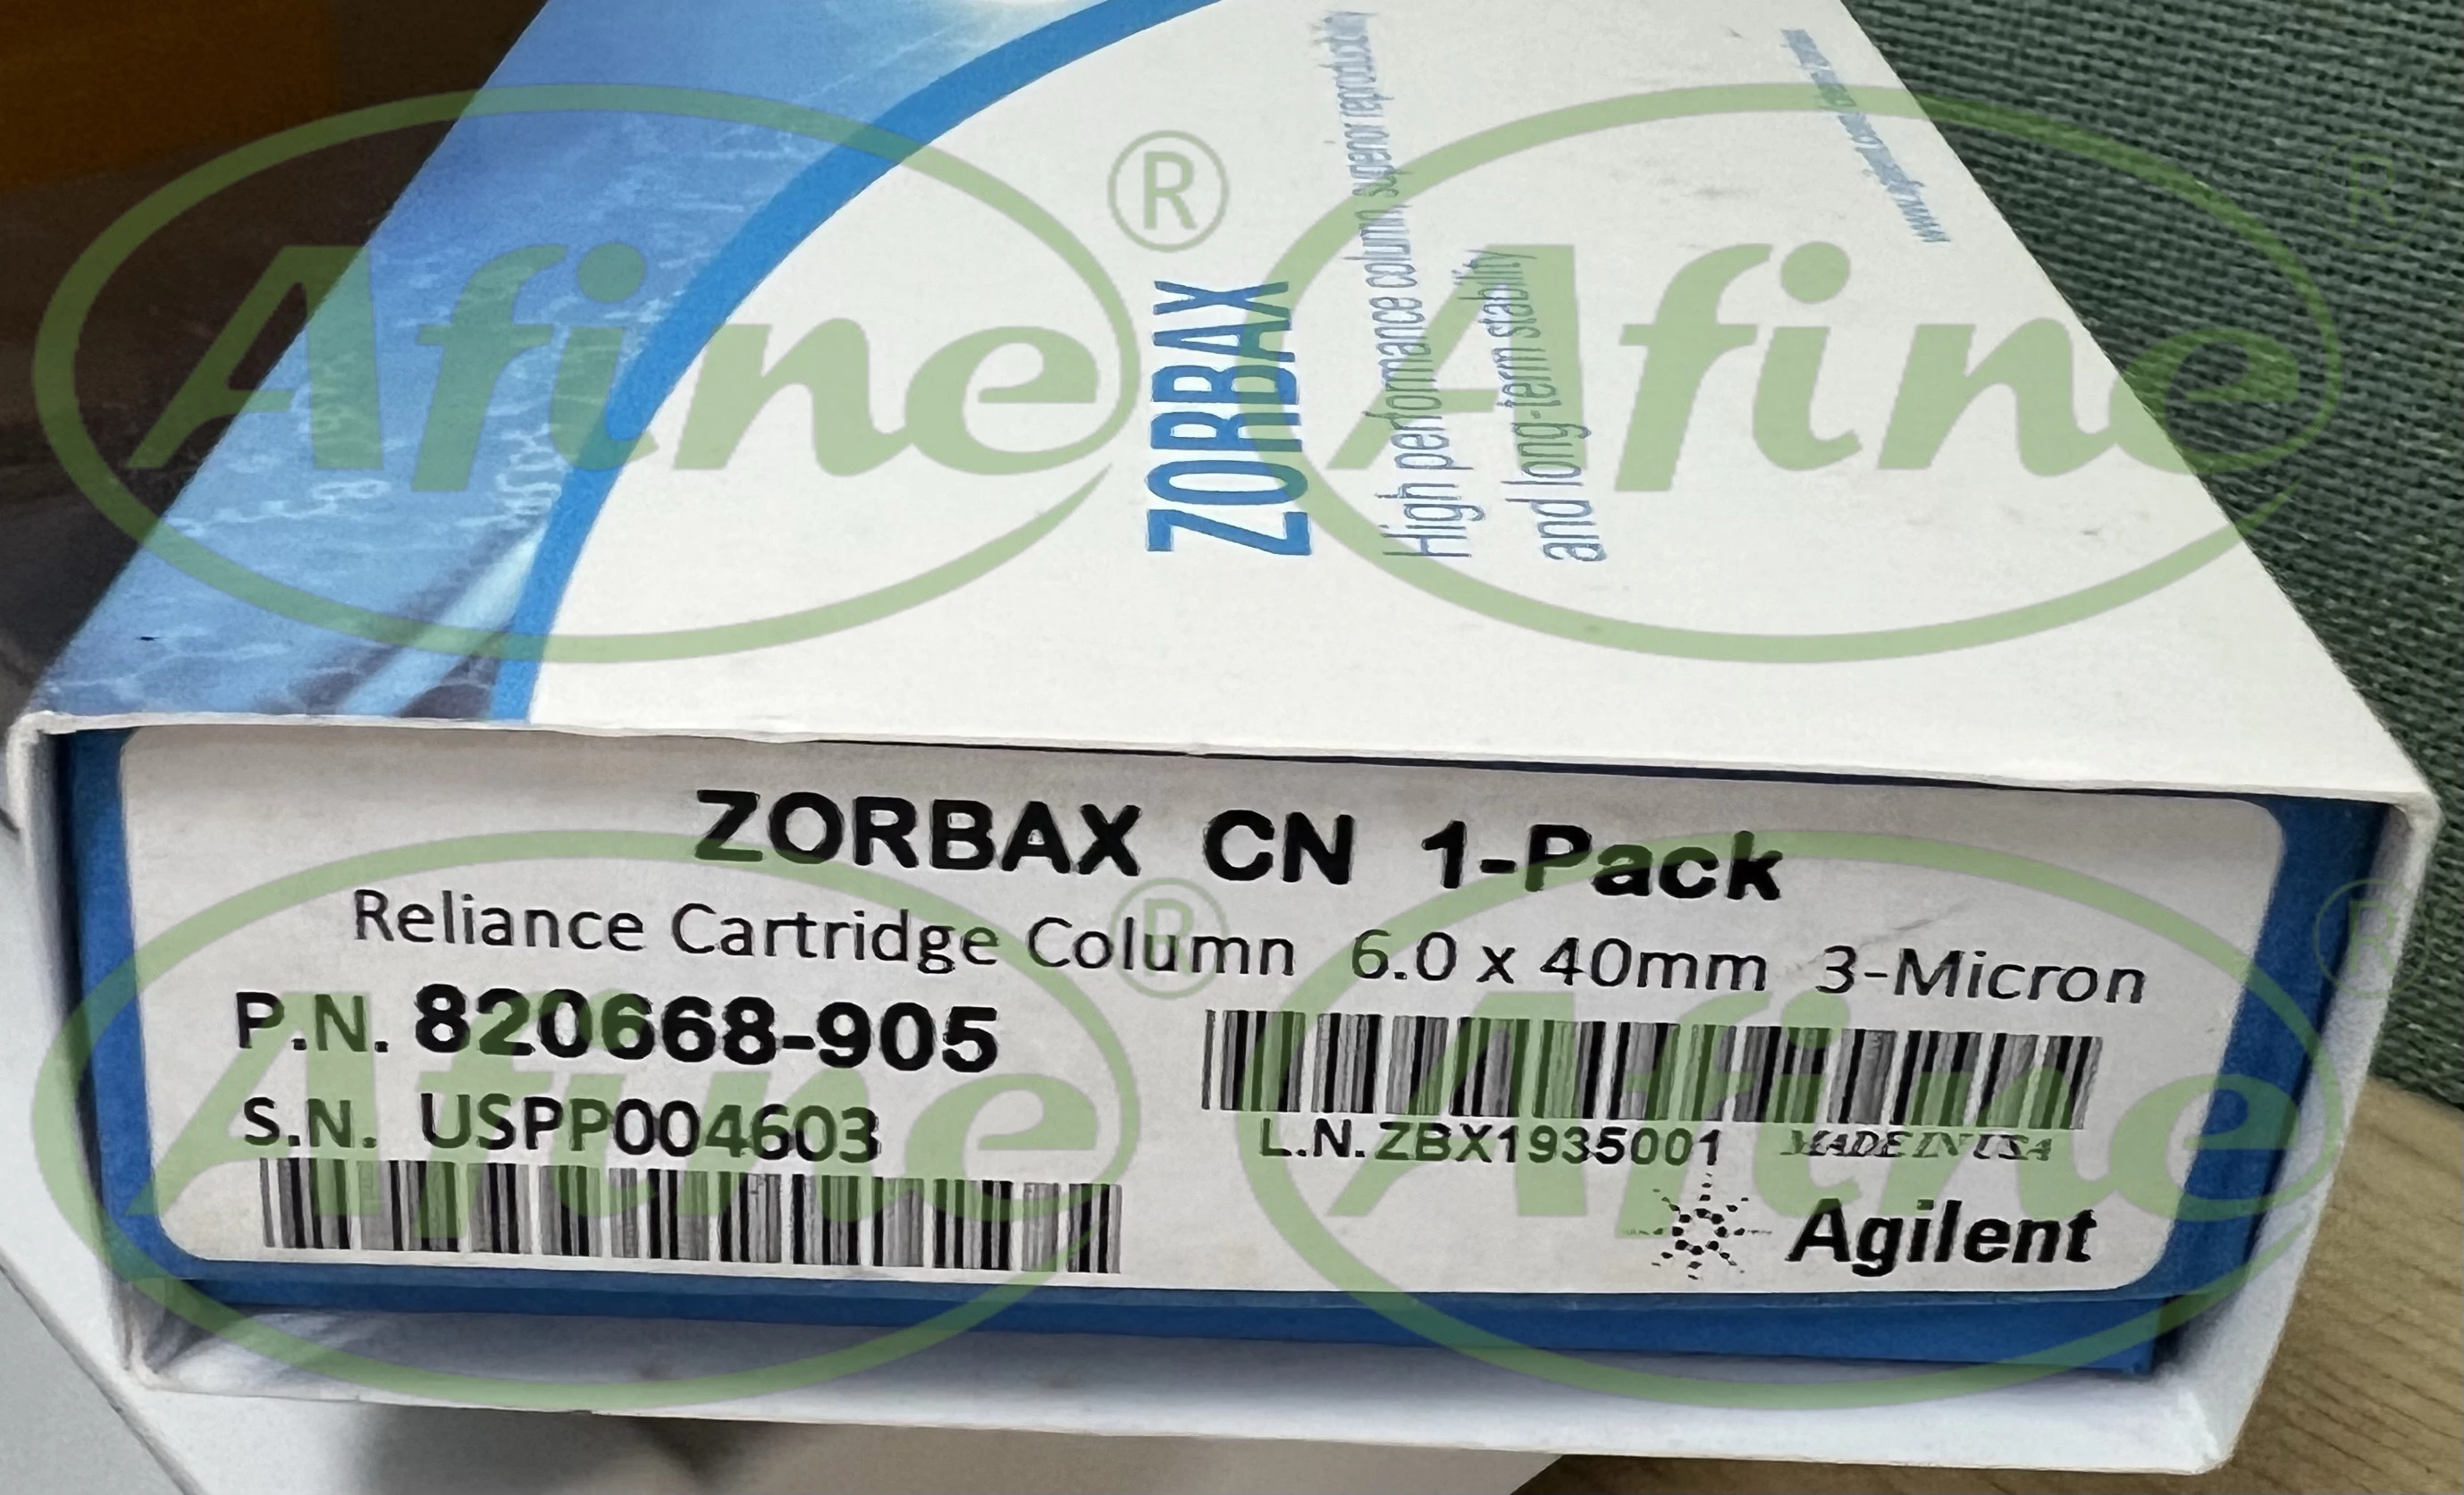 ZORBAX
High performance column, superior reproducibility
and long-term stability
ZORBAX CN 1-Pack
Reliance Cartridge Column 6.0 x 40mm 3-Micron
P.N. 820668-905
S.N. USPP004603
L.N. ZBX1935001 MADE IN USA
Agilent
Afine®
Afine®
Afine®
Afine®